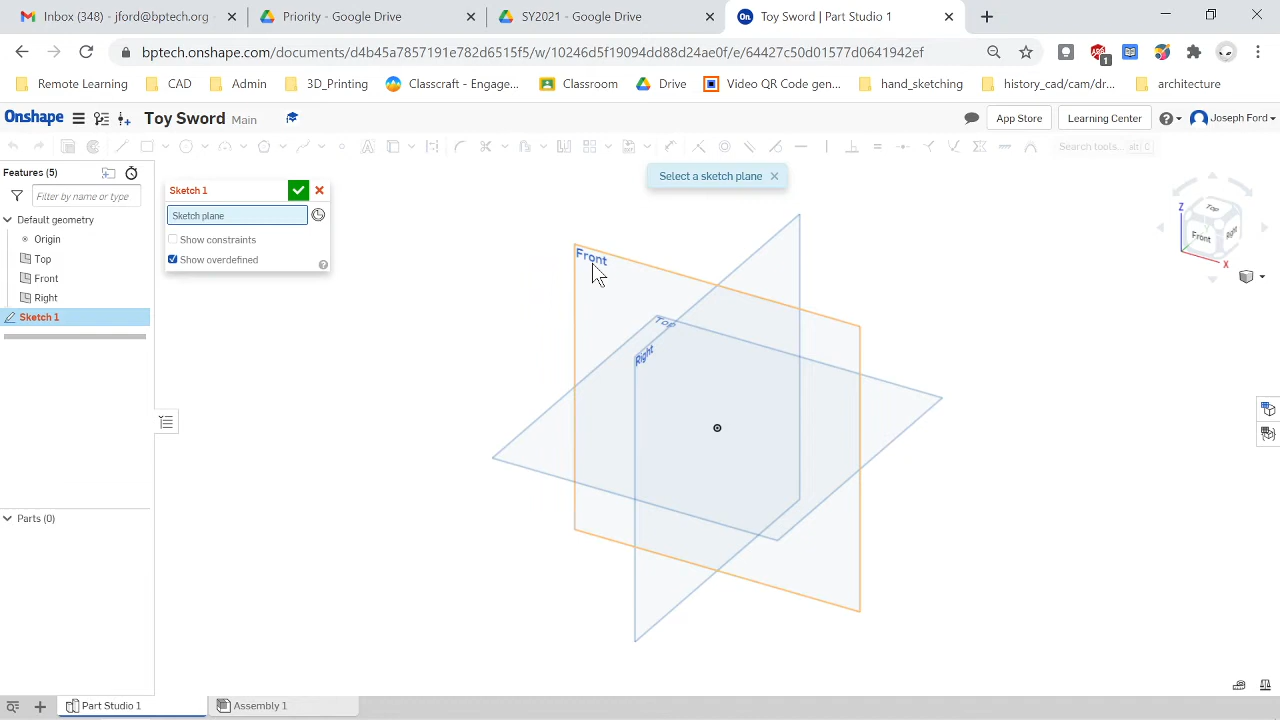 Inbox (348) - jford@bptech.org
Priority - Google Drive
SY2021 - Google Drive
Toy Sword | Part Studio 1
bptech.onshape.com/documents/d4b45a7857191e782d6515f5/w/10246d5f19094dd88d24ae0f/e/64427c50d01577d0641942ef
1
Remote Learning
CAD
Admin
3D_Printing
Classcraft - Engage...
Classroom
Drive
Video QR Code gen...
hand_sketching
history_cad/cam/dr...
architecture
Onshape
Toy Sword Main
App Store
Learning Center
Joseph Ford
Search tools... alt c
Features (5)
Filter by name or type
Default geometry
Origin
Top
Front
Right
Sketch 1
Parts (0)
Sketch 1
Sketch plane
Show constraints
Show overdefined
Select a sketch plane
Front
Top
Right
Z
Top
Front
Right
X
Part Studio 1
Assembly 1